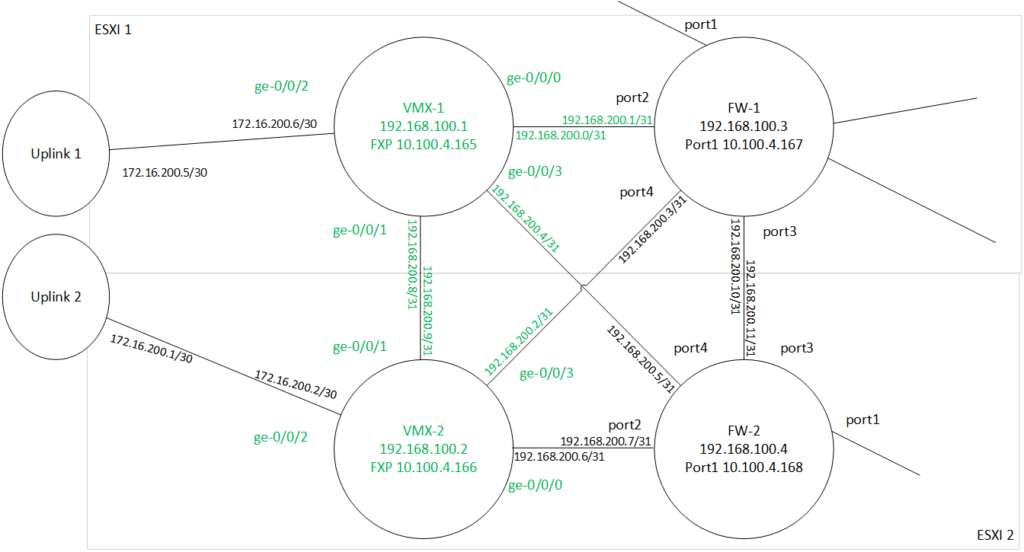 ESXI 1
port1
ge-0/0/2
ge-0/0/0
port2
VMX-1
192.168.100.1
FXP 10.100.4.165
FW-1
192.168.100.3
Port1 10.100.4.167
172.16.200.6/30
192.168.200.1/31
192.168.200.0/31
Uplink 1
172.16.200.5/30
ge-0/0/3
port4
192.168.200.4/31
192.168.200.3/31
ge-0/0/1
port3
192.168.200.8/31
192.168.200.9/31
192.168.200.10/31
192.168.200.11/31
Uplink 2
172.16.200.1/30
172.16.200.2/30
ge-0/0/1
192.168.200.2/31
192.168.200.5/31
port4
port3
ge-0/0/3
ge-0/0/2
VMX-2
192.168.100.2
FXP 10.100.4.166
port2
192.168.200.7/31
192.168.200.6/31
FW-2
192.168.100.4
Port1 10.100.4.168
port1
ge-0/0/0
ESXI 2